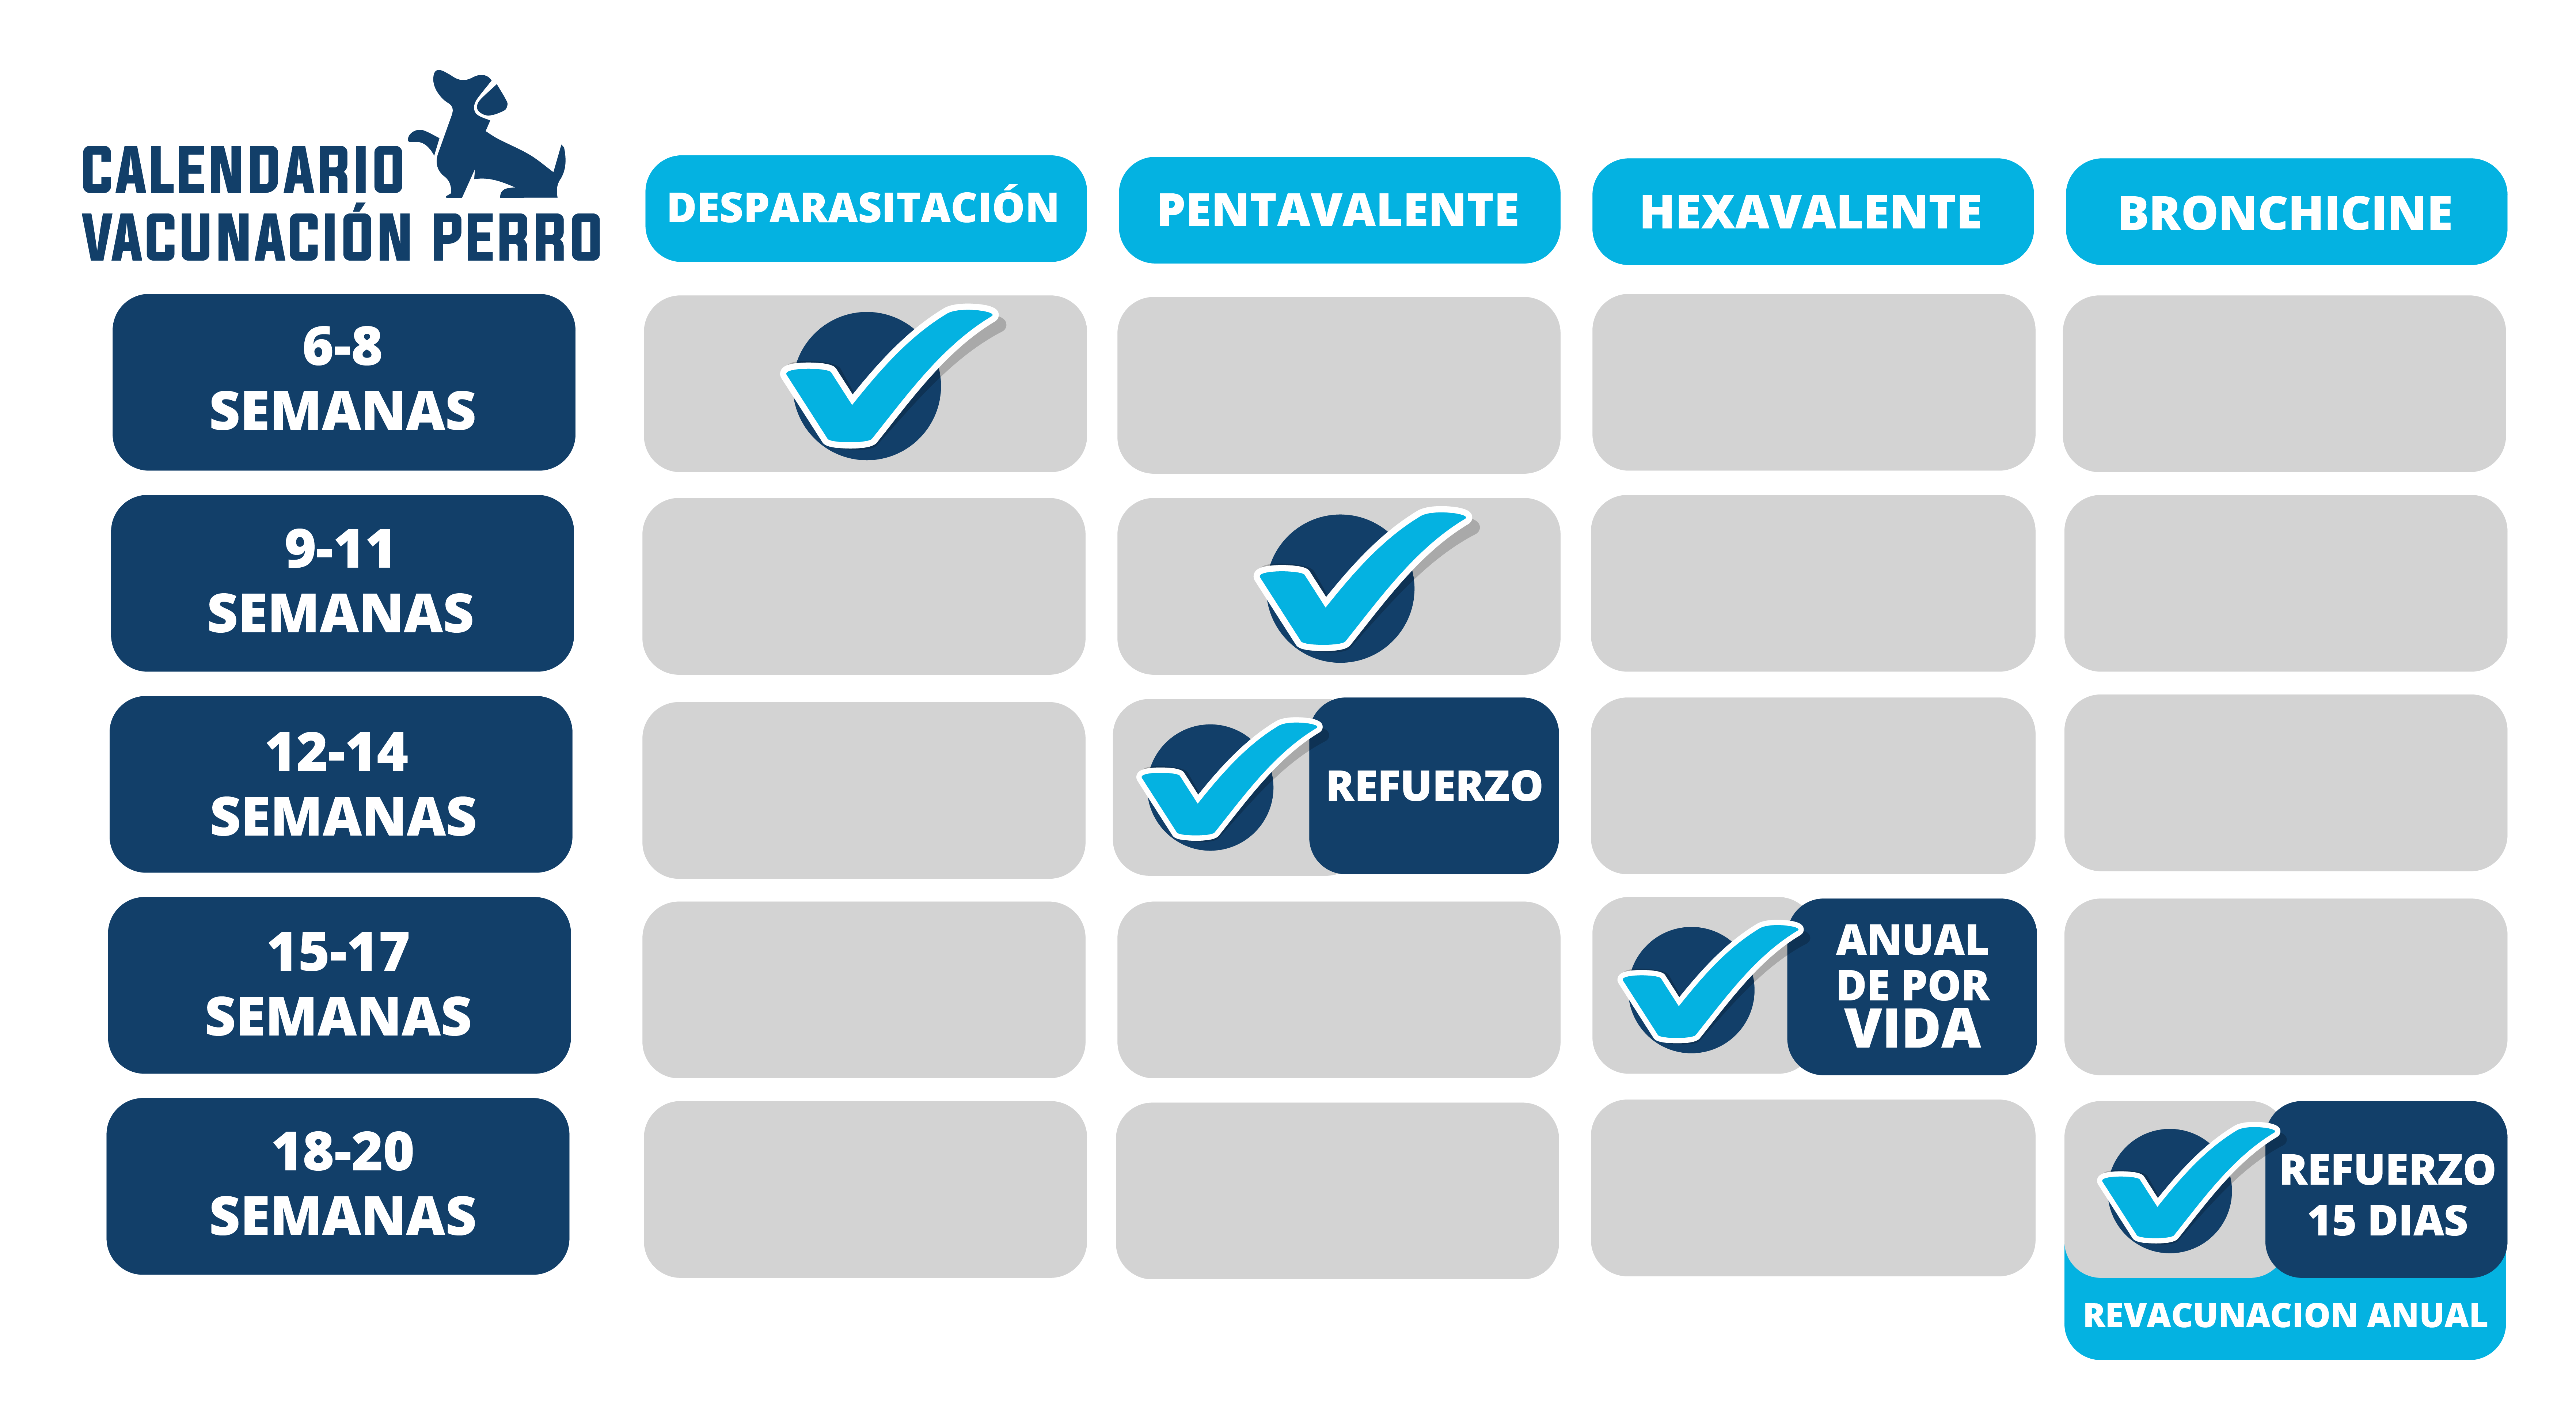 CALENDARIO
VACUNACIÓN PERRO
DESPARASITACIÓN
PENTAVALENTE
HEXAVALENTE
BRONCHICINE
6-8
SEMANAS
9-11
SEMANAS
12-14
SEMANAS
REFUERZO
15-17
SEMANAS
ANUAL
DE POR
VIDA
18-20
SEMANAS
REFUERZO
15 DIAS
REVACUNACION ANUAL